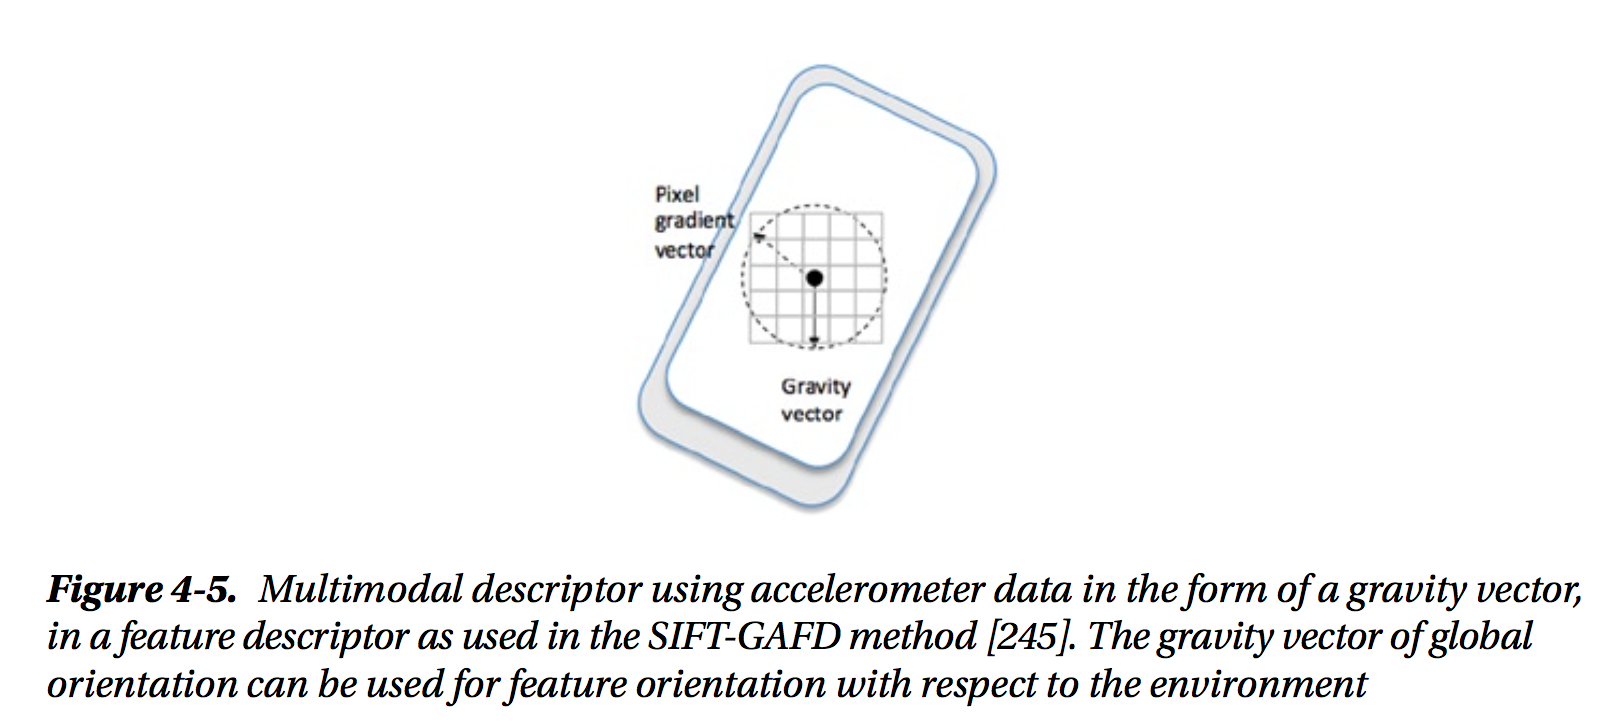 Pixel
gradient
vector
Gravity
vector
Figure 4-5. Multimodal descriptor using accelerometer data in the form of a gravity vector,
in a feature descriptor as used in the SIFT-GAFD method [245]. The gravity vector of global
orientation can be used for feature orientation with respect to the environment